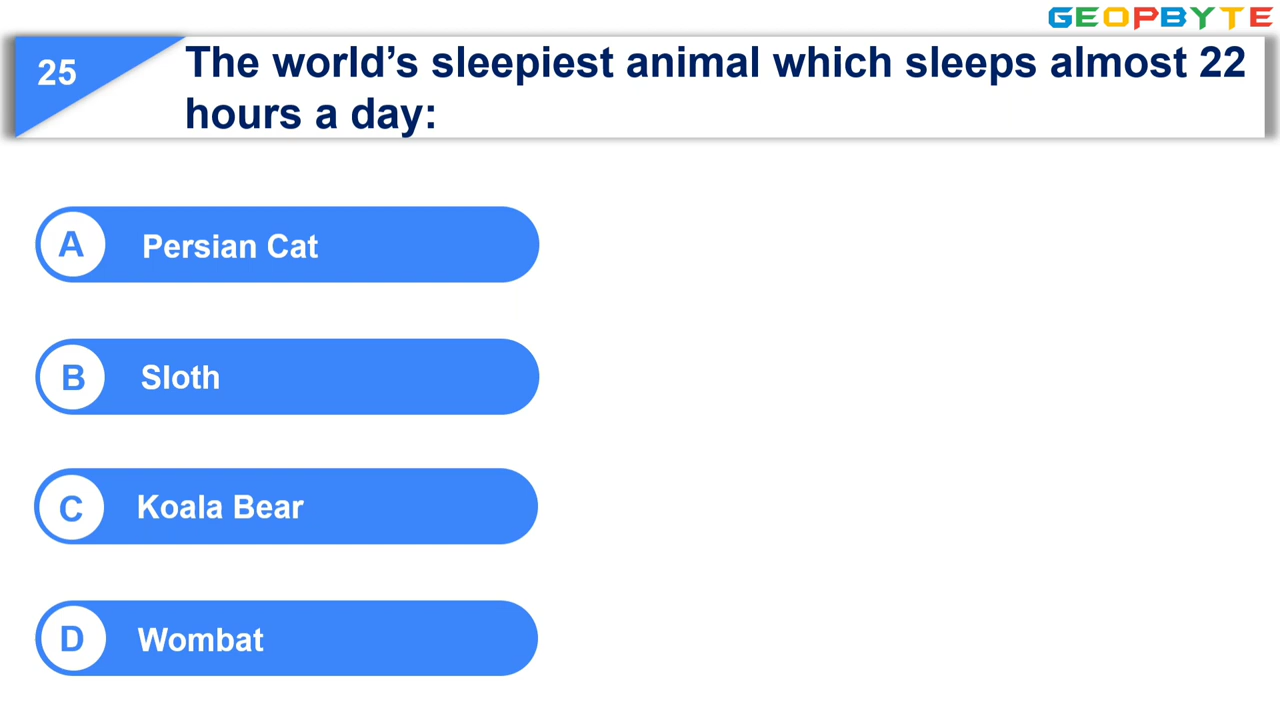 GEOPBYTE
25
The world’s sleepiest animal which sleeps almost 22
hours a day:
A Persian Cat
B Sloth
C Koala Bear
D Wombat